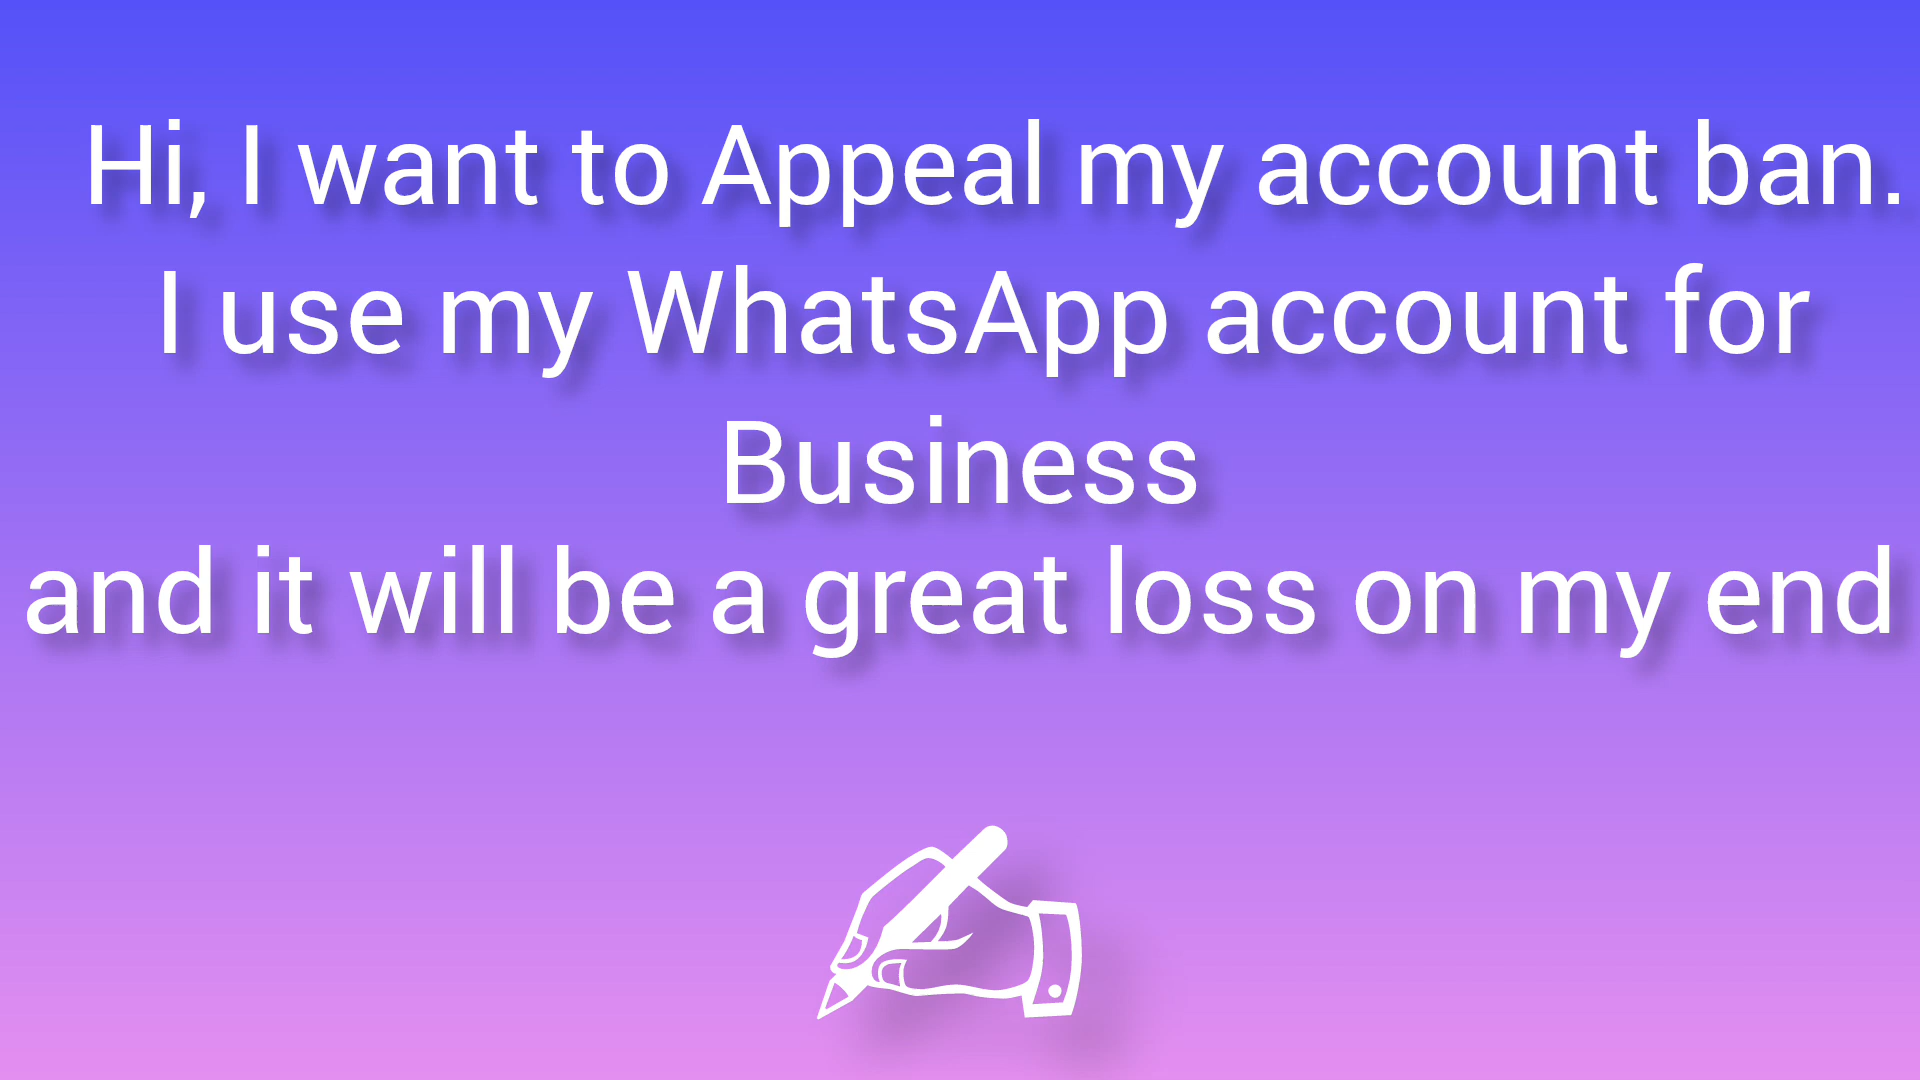 Hi, I want to Appeal my account ban.
I use my WhatsApp account for
Business
and it will be a great loss on my end